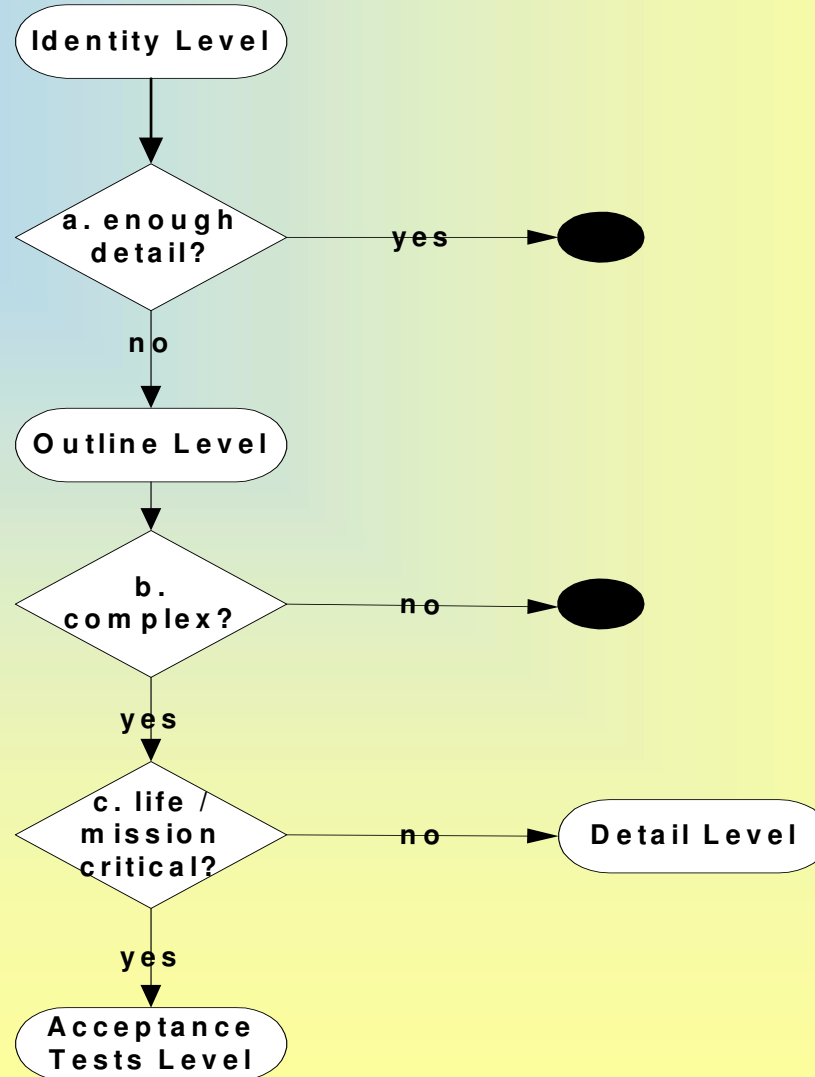 Identity Level
a. enough
detail?
yes
no
Outline Level
b.
complex?
no
yes
c. life /
mission
critical?
no
Detail Level
yes
Acceptance
Tests Level